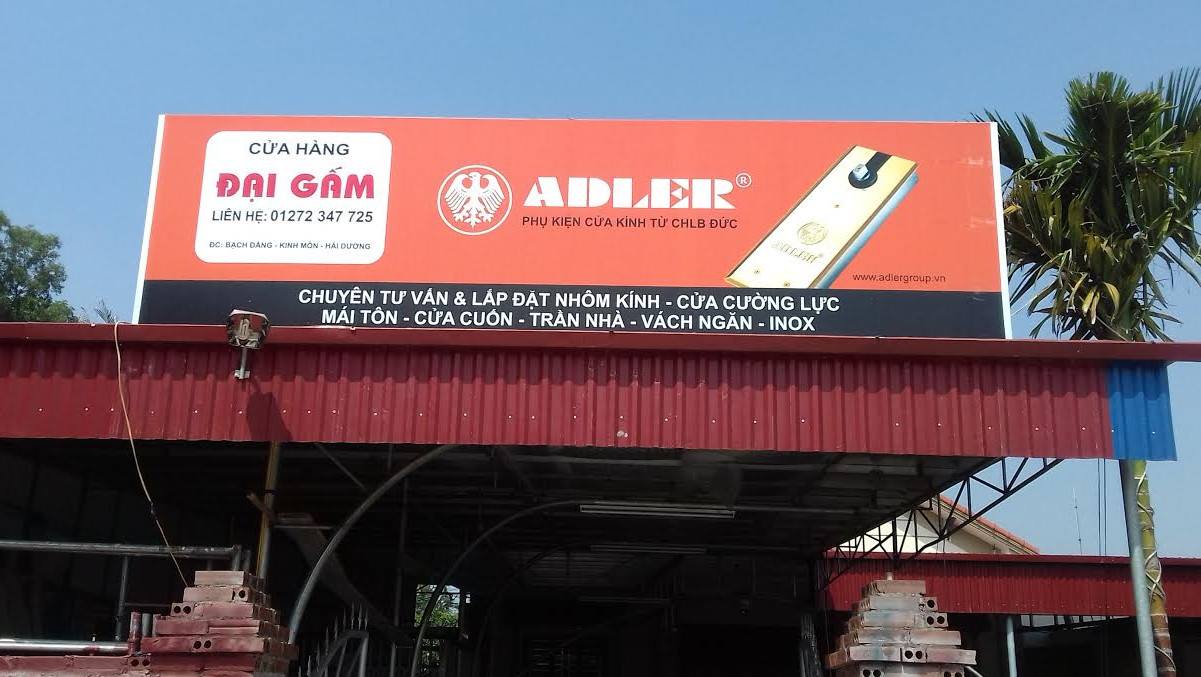 CỬA HÀNG
ĐẠI GẤM
LIÊN HỆ: 01272 347 725
ĐC: BẠCH ĐẰNG - KINH MÔN - HẢI DƯƠNG
ADLER®
PHỤ KIỆN CỬA KÍNH TỪ CHLB ĐỨC
ADLER
www.adlergroup.vn
CHUYÊN TƯ VẤN & LẮP ĐẶT NHÔM KÍNH - CỬA CƯỜNG LỰC
MÁI TÔN - CỬA CUỐN - TRẦN NHÀ - VÁCH NGĂN - INOX